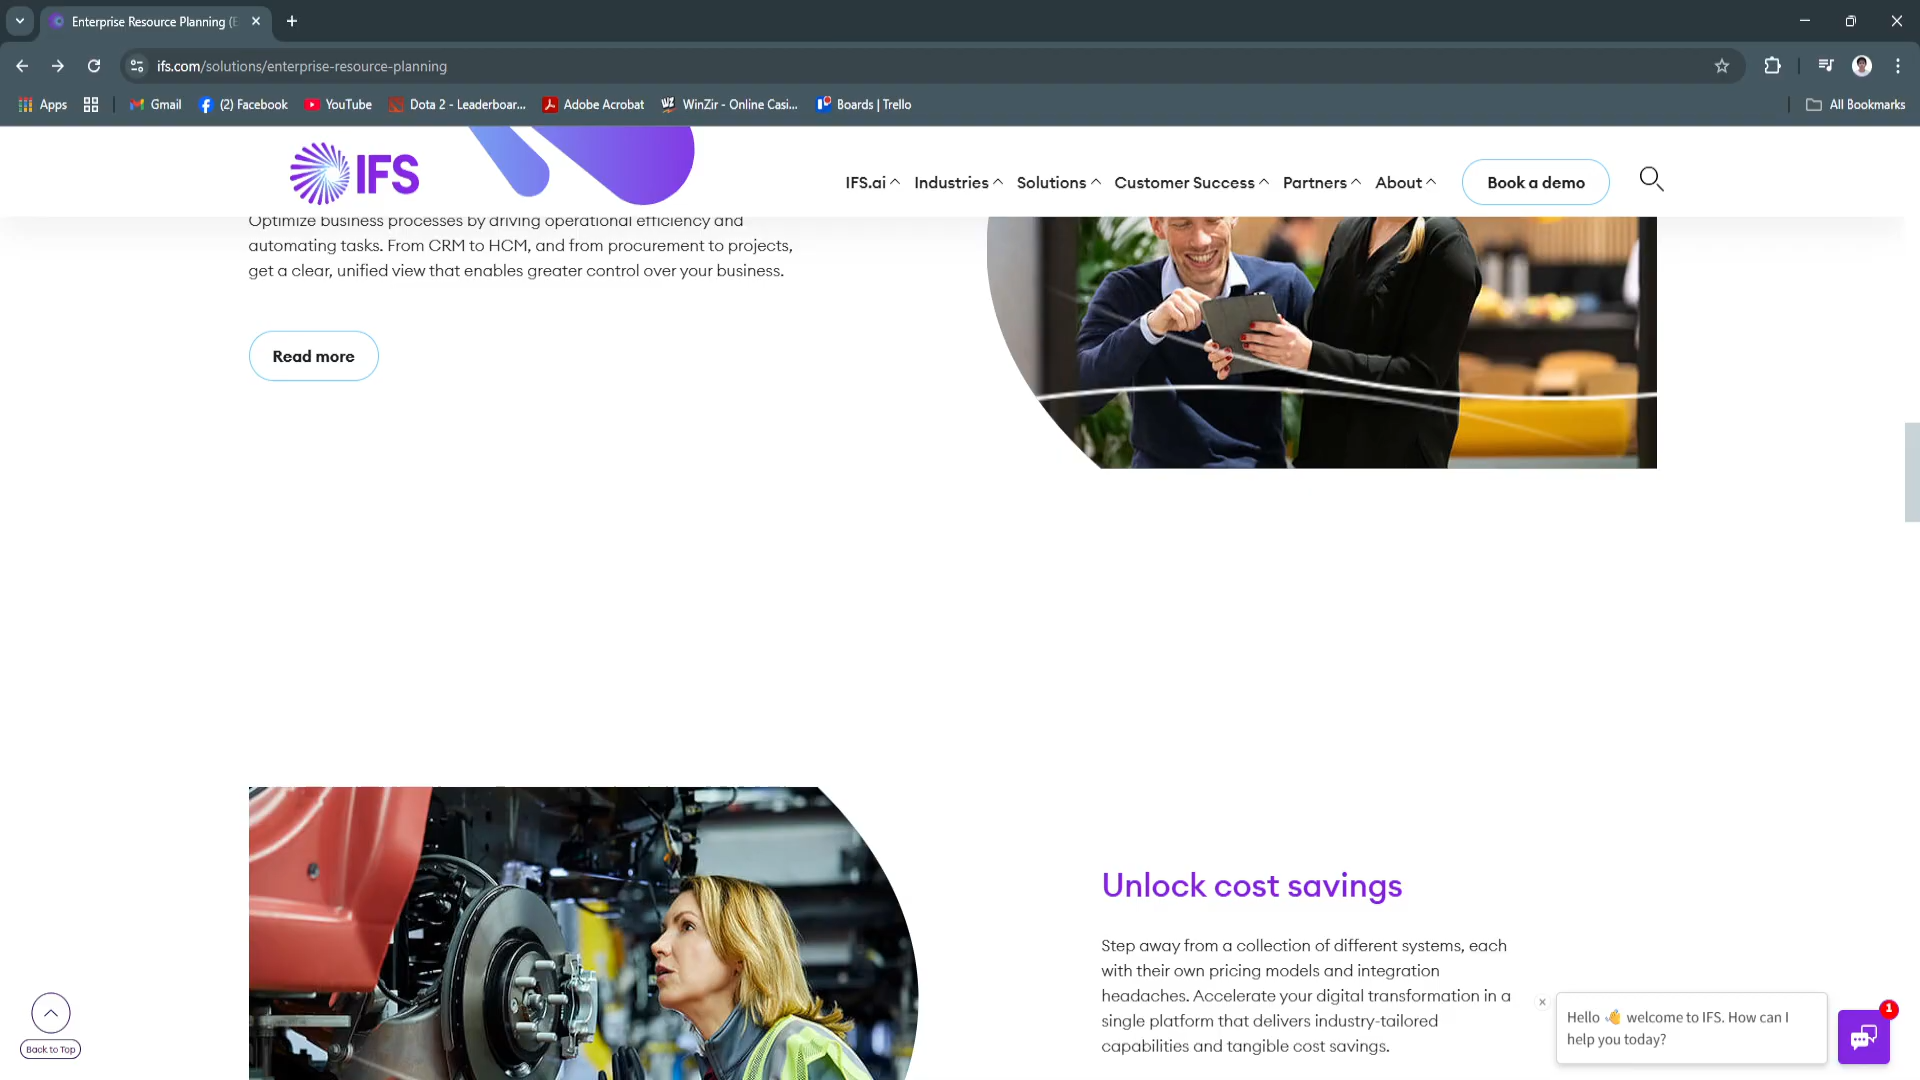 Enterprise Resource Planning (E
ifs.com/solutions/enterprise-resource-planning
Apps
Gmail
(2) Facebook
YouTube
Dota 2 - Leaderboar...
Adobe Acrobat
WinZir - Online Casi...
Boards | Trello
All Bookmarks
IFS
IFS.ai
Industries
Solutions
Customer Success
Partners
About
Book a demo
Optimize business processes by driving operational efficiency and
automating tasks. From CRM to HCM, and from procurement to projects,
get a clear, unified view that enables greater control over your business.
Read more
Unlock cost savings
Step away from a collection of different systems, each
with their own pricing models and integration
headaches. Accelerate your digital transformation in a
single platform that delivers industry-tailored
capabilities and tangible cost savings.
Back to Top
Hello 👋 welcome to IFS. How can I
help you today?
1